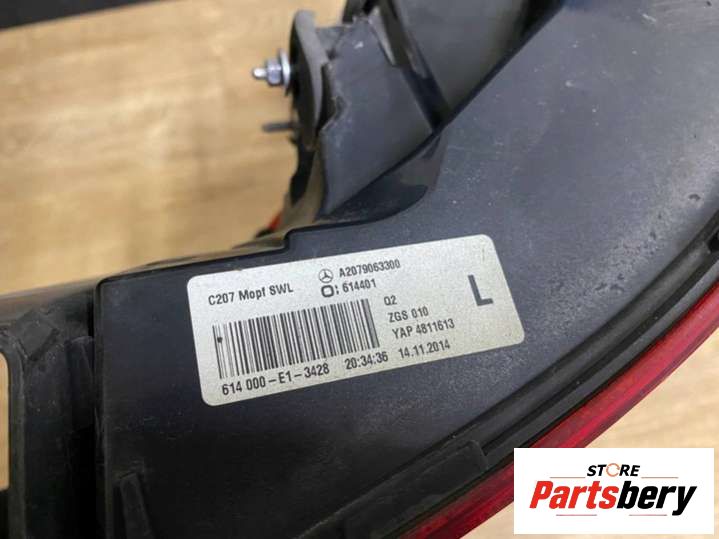 C207 Mopf SWL
A2079063300
O: 614401
L
Q2
ZGS 010
YAP 4811613
614 000-E1-3428 20:34:36 14.11.2014
STORE
Partsbery